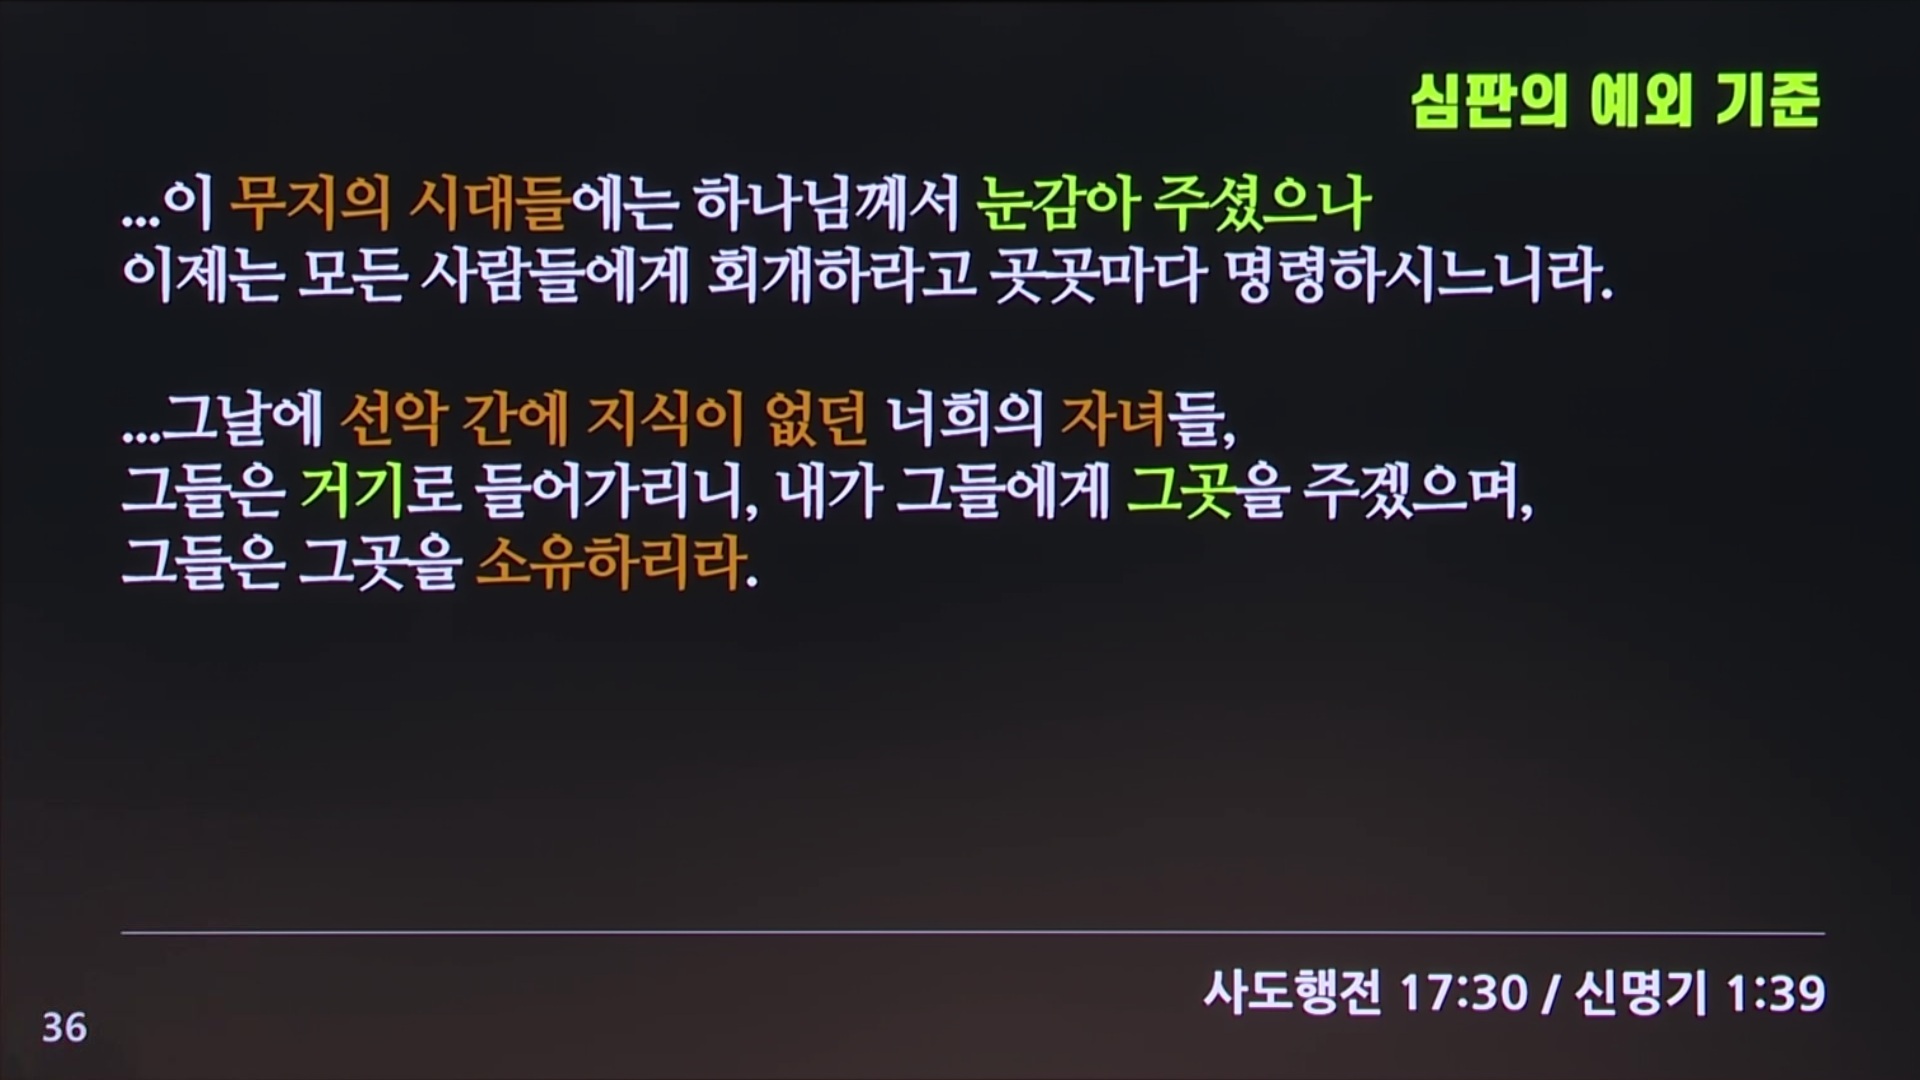 심판의 예외 기준
...이 무지의 시대들에는 하나님께서 눈감아 주셨으나
이제는 모든 사람들에게 회개하라고 곳곳마다 명령하시느니라.
...그날에 선악 간에 지식이 없던 너희의 자녀들,
그들은 거기로 들어가리니, 내가 그들에게 그곳을 주겠으며,
그들은 그곳을 소유하리라.
사도행전 17:30 / 신명기 1:39
36